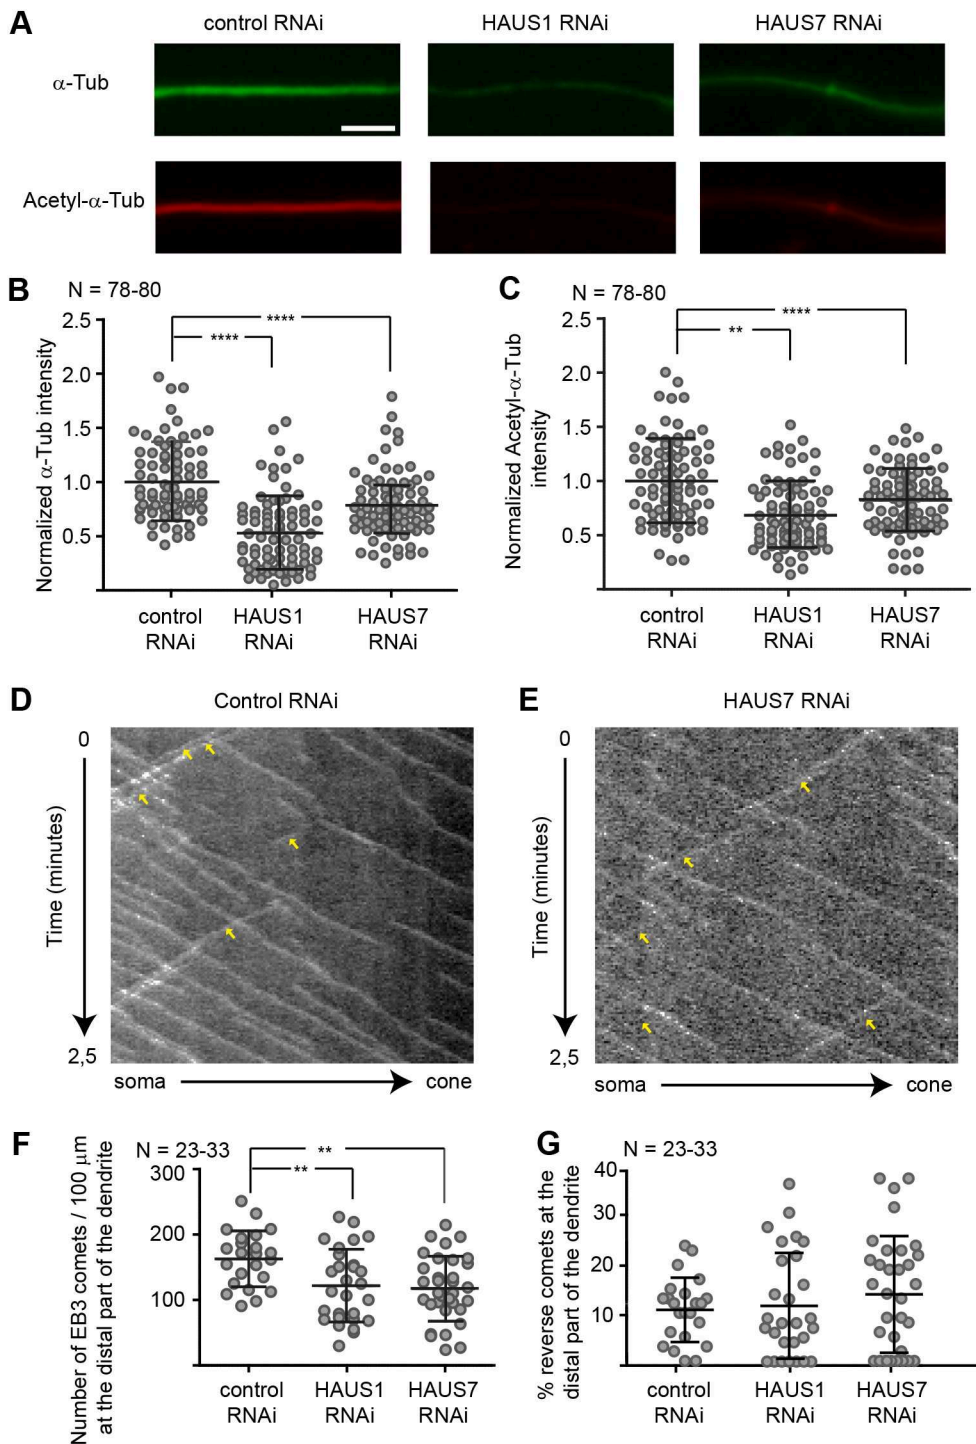 A
control RNAi
HAUS1 RNAi
HAUS7 RNAi
α-Tub
Acetyl-α-Tub
B
N = 78-80
Normalized α-Tub intensity
2.5
2.0
1.5
1.0
0.5
****
****
control
RNAi
HAUS1
RNAi
HAUS7
RNAi
C
N = 78-80
Normalized Acetyl-α-Tub
intensity
2.5
2.0
1.5
1.0
0.5
****
**
control
RNAi
HAUS1
RNAi
HAUS7
RNAi
D
Control RNAi
0
Time (minutes)
2,5
soma
cone
E
HAUS7 RNAi
0
Time (minutes)
2,5
soma
cone
F
N = 23-33
Number of EB3 comets / 100 μm
at the distal part of the dendrite
300
200
100
**
**
control
RNAi
HAUS1
RNAi
HAUS7
RNAi
G
N = 23-33
% reverse comets at the
distal part of the dendrite
40
30
20
10
control
RNAi
HAUS1
RNAi
HAUS7
RNAi